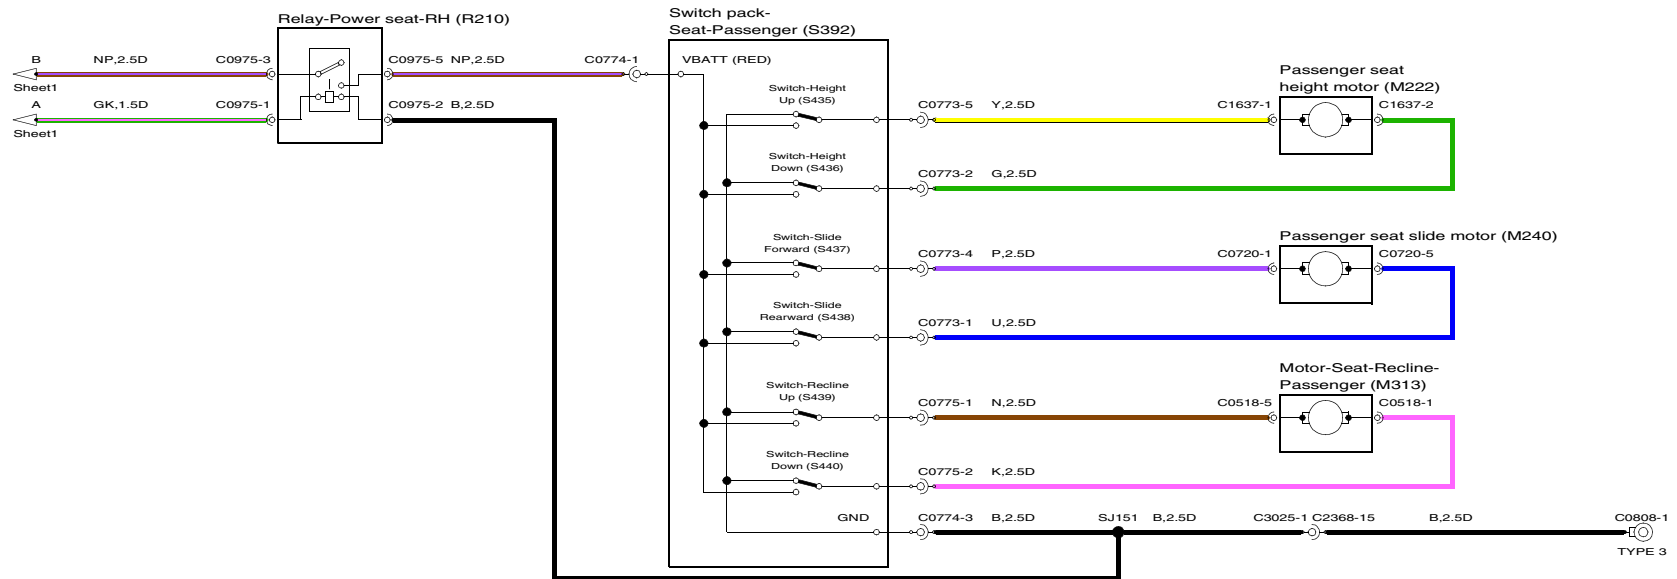 Relay-Power seat-RH (R210)
Switch pack-
Seat-Passenger (S392)
B NP,2.5D C0975-3
C0975-5 NP,2.5D C0774-1
VBATT (RED)
Sheet1
A GK,1.5D C0975-1
C0975-2 B,2.5D
Sheet1
Switch-Height
Up (S435)
C0773-5 Y,2.5D
Passenger seat
height motor (M222)
C1637-1 C1637-2
Switch-Height
Down (S436)
C0773-2 G,2.5D
Switch-Slide
Forward (S437)
C0773-4 P,2.5D
Passenger seat slide motor (M240)
C0720-1 C0720-5
Switch-Slide
Rearward (S438)
C0773-1 U,2.5D
Motor-Seat-Recline-
Passenger (M313)
Switch-Recline
Up (S439)
C0775-1 N,2.5D
C0518-5 C0518-1
Switch-Recline
Down (S440)
C0775-2 K,2.5D
GND C0774-3 B,2.5D SJ151 B,2.5D C3025-1 C2368-15 B,2.5D C0808-1
TYPE 3